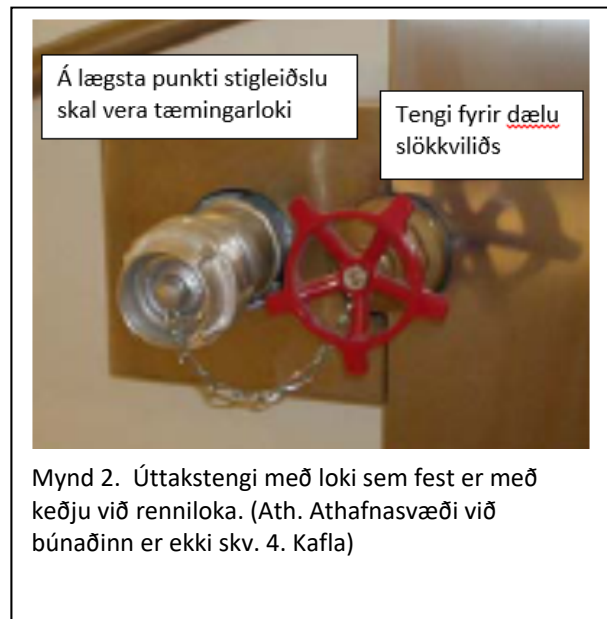 Á lægsta punkti stigleiðslu
skal vera tæmingarloki
Tengi fyrir dælu
slökkviliðs
Mynd 2.  Úttakstengi með loki sem fest er með
keðju við renniloka. (Ath. Athafnasvæði við
búnaðinn er ekki skv. 4. Kafla)